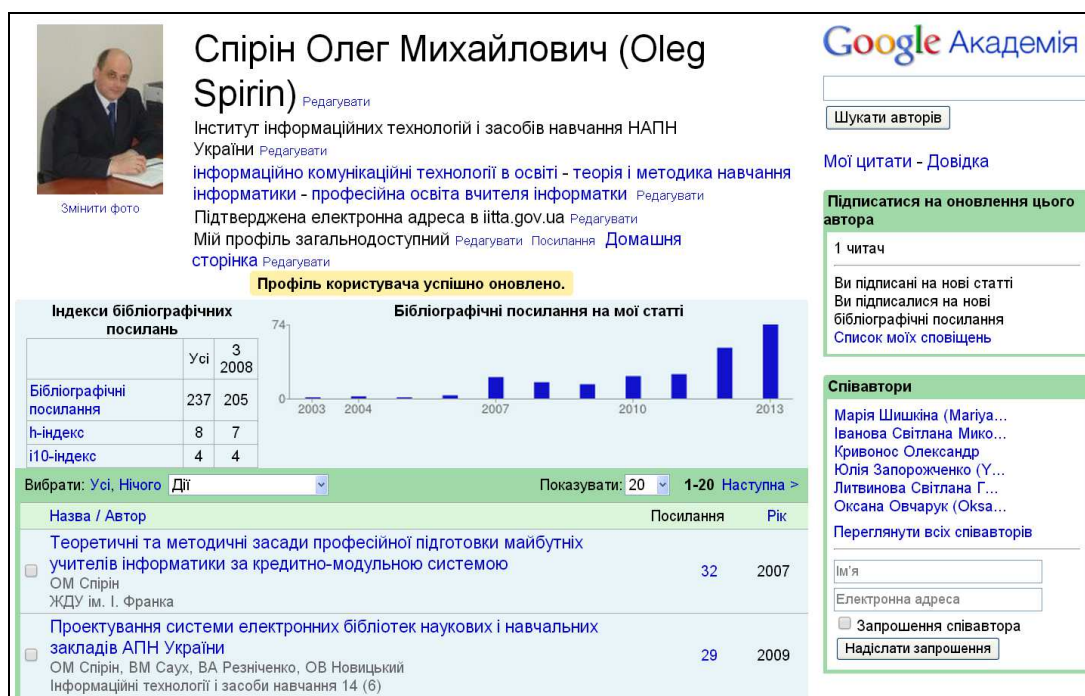 Спірін Олег Михайлович (Oleg
Spirin) Редагувати
Інститут інформаційних технологій і засобів навчання НАПН
України Редагувати
інформаційно комунікаційні технології в освіті - теорія і методика навчання
інформатики - професійна освіта вчителя інформатки Редагувати
Підтверджена електронна адреса в iitta.gov.ua Редагувати
Мій профіль загальнодоступний Редагувати Посилання Домашня
сторінка Редагувати
Змінити фото
Профіль користувача успішно оновлено.
Індекси бібліографічних
посилань
Усі З 2008
Бібліографічні посилання 237 205
h-індекс 8 7
i10-індекс 4 4
Бібліографічні посилання на мої статті
74
0
2003 2004 2007 2010 2013
Вибрати: Усі, Нічого Дії Показувати: 20 1-20 Наступна >
Назва / Автор Посилання Рік
Теоретичні та методичні засади професійної підготовки майбутніх
учителів інформатики за кредитно-модульною системою 32 2007
ОМ Спірін
ЖДУ ім. І. Франка
Проектування системи електронних бібліотек наукових і навчальних
закладів АПН України 29 2009
ОМ Спірін, ВМ Саух, ВА Резніченко, ОВ Новицький
Інформаційні технології і засоби навчання 14 (6)
Google Академія
Шукати авторів
Мої цитати - Довідка
Підписатися на оновлення цього
автора
1 читач
Ви підписані на нові статті
Ви підписалися на нові
бібліографічні посилання
Список моїх сповіщень
Співавтори
Марія Шишкіна (Mariya...
Іванова Світлана Мико...
Кривонос Олександр
Юлія Запорожченко (Y...
Литвинова Світлана Г...
Оксана Овчарук (Oksa...
Переглянути всіх співавторів
Ім'я
Електронна адреса
Запрошення співавтора
Надіслати запрошення